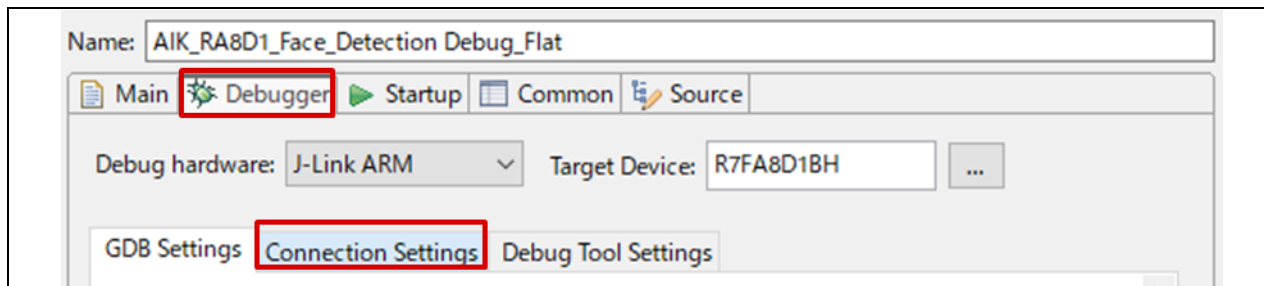 Name: AIK_RA8D1_Face_Detection Debug_Flat
Main Debugger Startup Common Source
Debug hardware: J-Link ARM Target Device: R7FA8D1BH ...
GDB Settings Connection Settings Debug Tool Settings